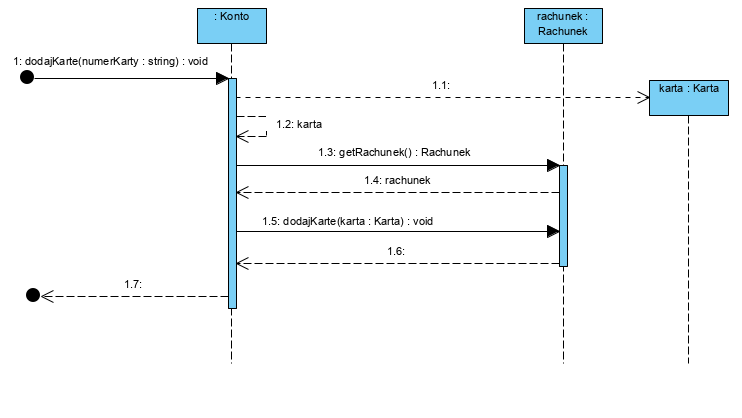 : Konto
rachunek :
Rachunek
1: dodajKarte(numerKarty : string) : void
1.1:
karta : Karta
1.2: karta
1.3: getRachunek() : Rachunek
1.4: rachunek
1.5: dodajKarte(karta : Karta) : void
1.6:
1.7: